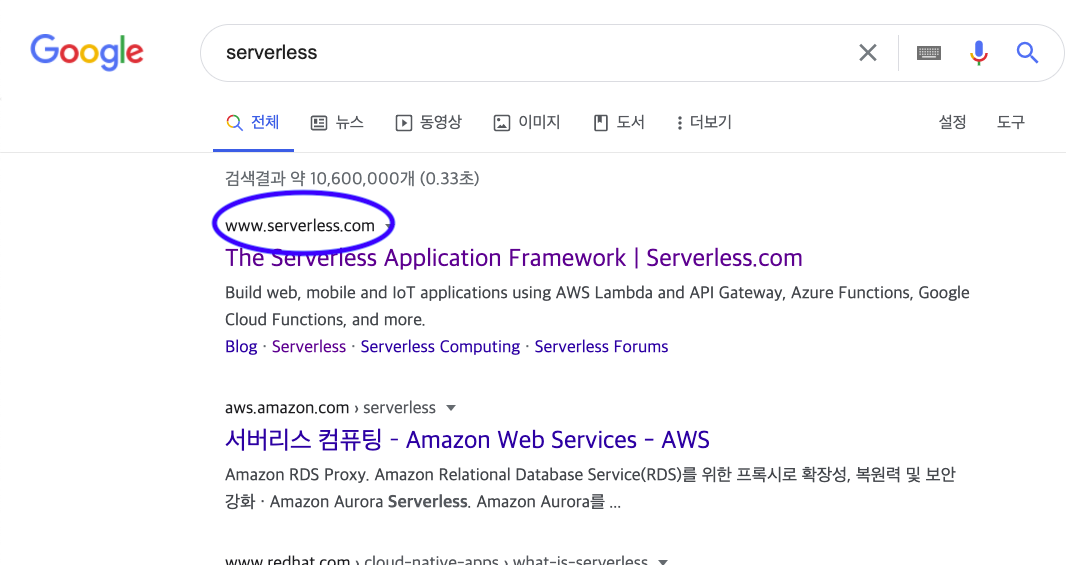 Google
serverless
전체 뉴스 동영상 이미지 도서 더보기 설정 도구
검색결과 약 10,600,000개 (0.33초)
www.serverless.com
The Serverless Application Framework | Serverless.com
Build web, mobile and IoT applications using AWS Lambda and API Gateway, Azure Functions, Google
Cloud Functions, and more.
Blog · Serverless · Serverless Computing · Serverless Forums
aws.amazon.com › serverless
서버리스 컴퓨팅 - Amazon Web Services - AWS
Amazon RDS Proxy. Amazon Relational Database Service(RDS)를 위한 프록시로 확장성, 복원력 및 보안
강화 · Amazon Aurora Serverless. Amazon Aurora를 ...
www.redhat.com › cloud-native-apps › what-is-serverless